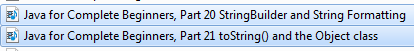 Java for Complete Beginners, Part 20 StringBuilder and String Formatting
Java for Complete Beginners, Part 21 toString() and the Object class